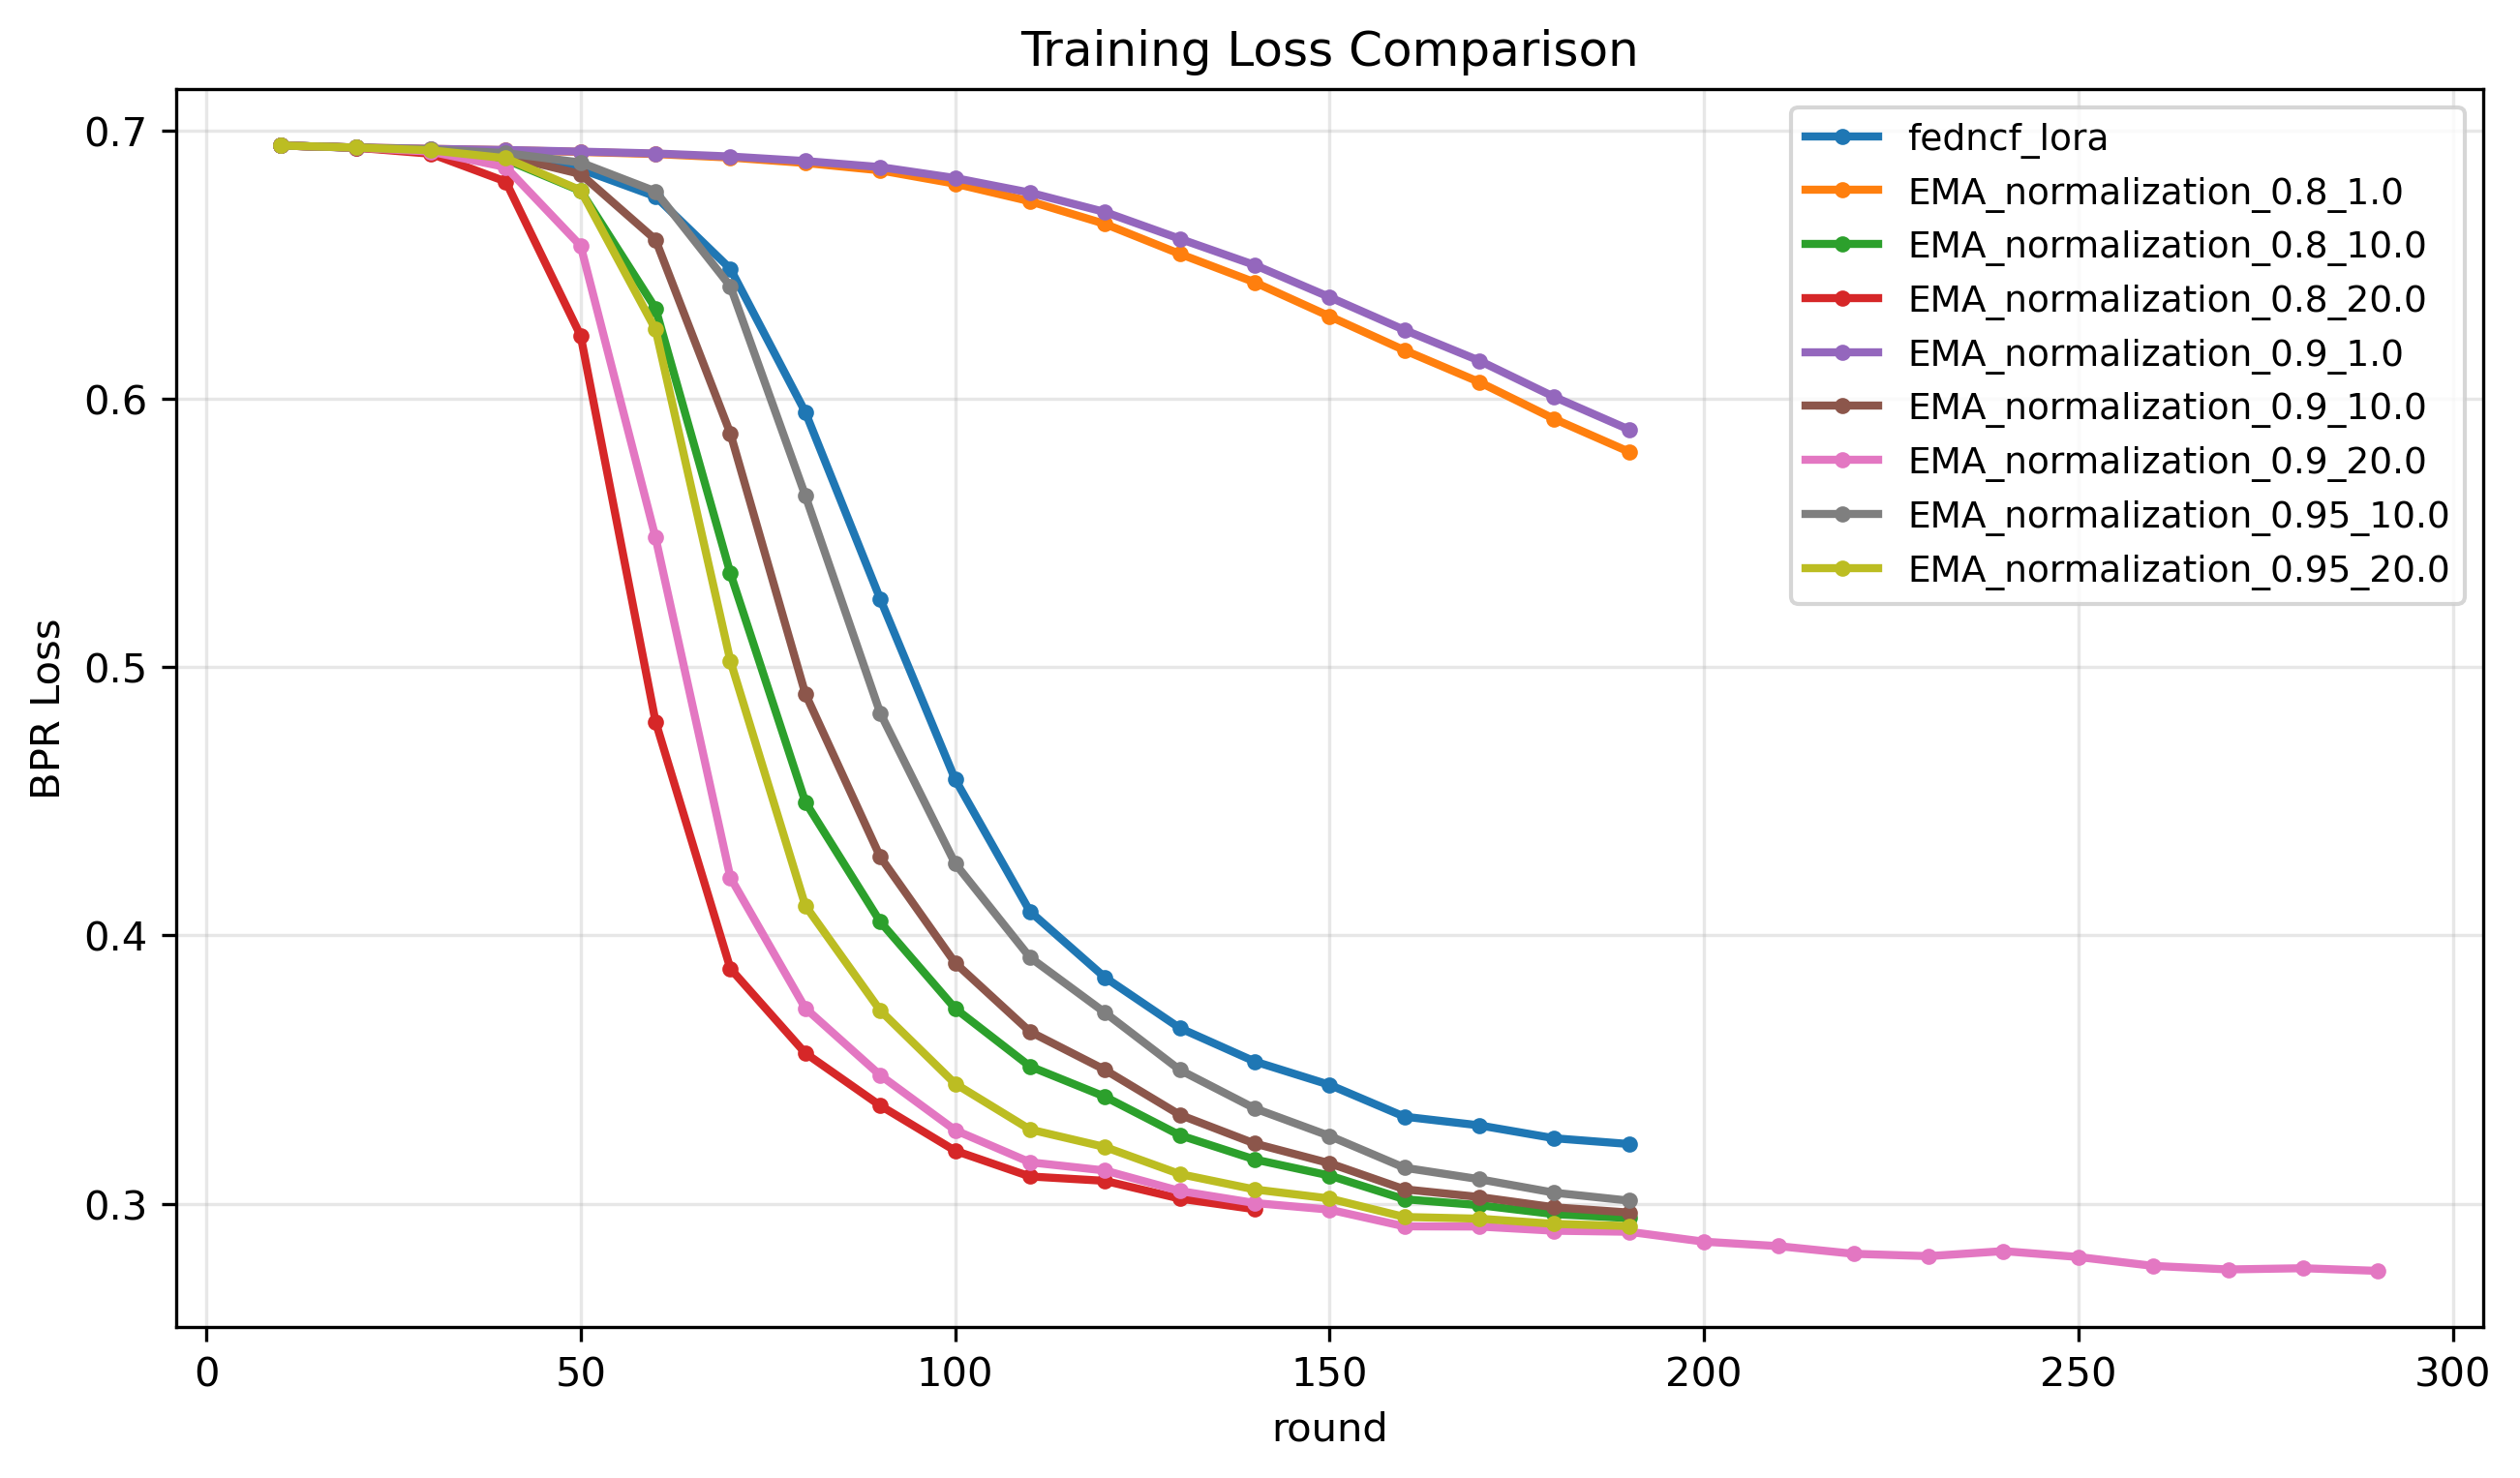 Training Loss Comparison
0.7
0.6
0.5
0.4
0.3
BPR Loss
0
50
100
150
200
250
300
round
fedncf_lora
EMA_normalization_0.8_1.0
EMA_normalization_0.8_10.0
EMA_normalization_0.8_20.0
EMA_normalization_0.9_1.0
EMA_normalization_0.9_10.0
EMA_normalization_0.9_20.0
EMA_normalization_0.95_10.0
EMA_normalization_0.95_20.0